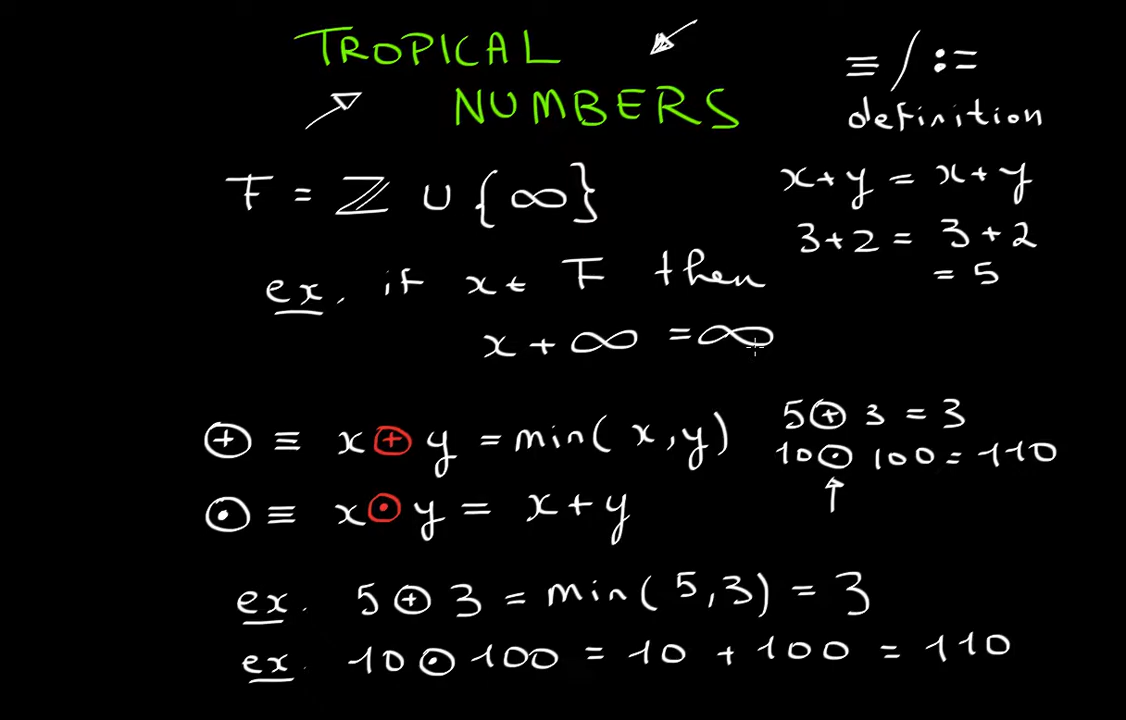 TROPICAL
NUMBERS
≡ / :=
definition
F = ℤ ∪ {∞}
x+y = x+y
3+2 = 3+2
= 5
ex. if x ∈ F then
x + ∞ = ∞
⊕ ≡ x ⊕ y = min( x,y)
⊙ ≡ x ⊙ y = x+y
5 ⊕ 3 = 3
10 ⊙ 100 = 110
ex. 5 ⊕ 3 = min( 5,3) = 3
ex. 10 ⊙ 100 = 10 + 100 = 110